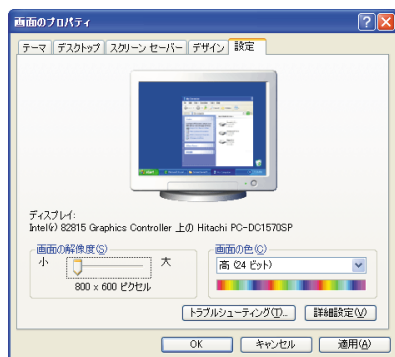 画面のプロパティ
テーマ デスクトップ スクリーン セーバー デザイン 設定
ディスプレイ:
Intel(r) 82815 Graphics Controller 上の Hitachi PC-DC1570SP
画面の解像度(S)
小 大
800 x 600 ピクセル
画面の色(C)
高 (24 ビット)
トラブルシューティング(T)... 詳細設定(V)
OK キャンセル 適用(A)